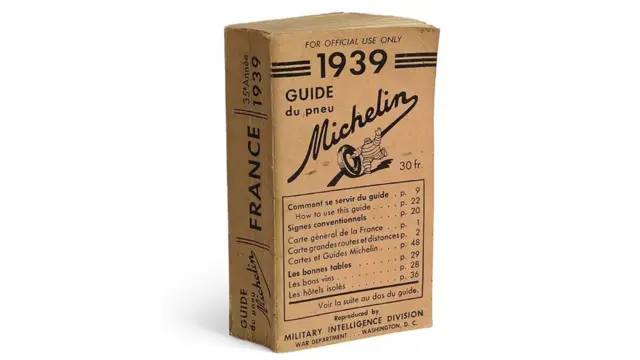 FOR OFFICIAL USE ONLY
1939
GUIDE
du pneu
Michelin
30 fr.
Comment se servir du guide . p. 9
How to use this guide . . . . p. 22
Signes conventionnels . . . . p. 20
Carte général de la France . p. 1
Carte grandes routes et distances p. 2
Cartes et Guides Michelin . . . p. 48
Les bonnes tables . . . . . p. 29
Les bons vins . . . . . . p. 28
Les hôtels isolés . . . . . p. 36
Voir la suite au dos du guide.
Reproduced by
MILITARY INTELLIGENCE DIVISION
WAR DEPARTMENT . . . WASHINGTON, D. C.
35e Année
1939
FRANCE
GUIDE
du pneu
Michelin